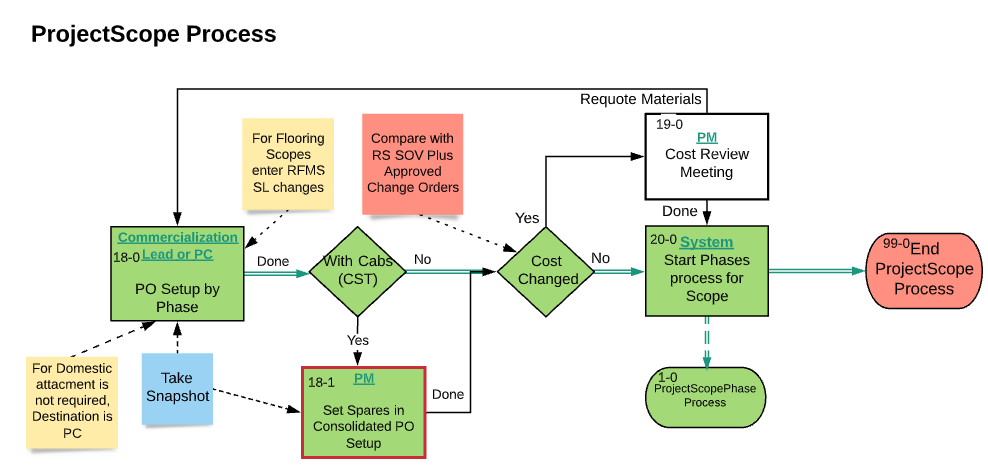 ProjectScope Process
Requote Materials
19-0
PM
Cost Review
Meeting
For Flooring
Scopes
enter RFMS
SL changes
Compare with
RS SOV Plus
Approved
Change Orders
Yes
Done
Commercialization
18-0 Lead or PC
PO Setup by
Phase
Done
With Cabs
(CST)
No
Cost
Changed
No
20-0 System
Start Phases
process for
Scope
99-0 End
ProjectScope
Process
Yes
For Domestic
attacment is
not required,
Destination is
PC
Take
Snapshot
18-1 PM
Set Spares in
Consolidated PO
Setup
Done
1-0
ProjectScopePhase
Process